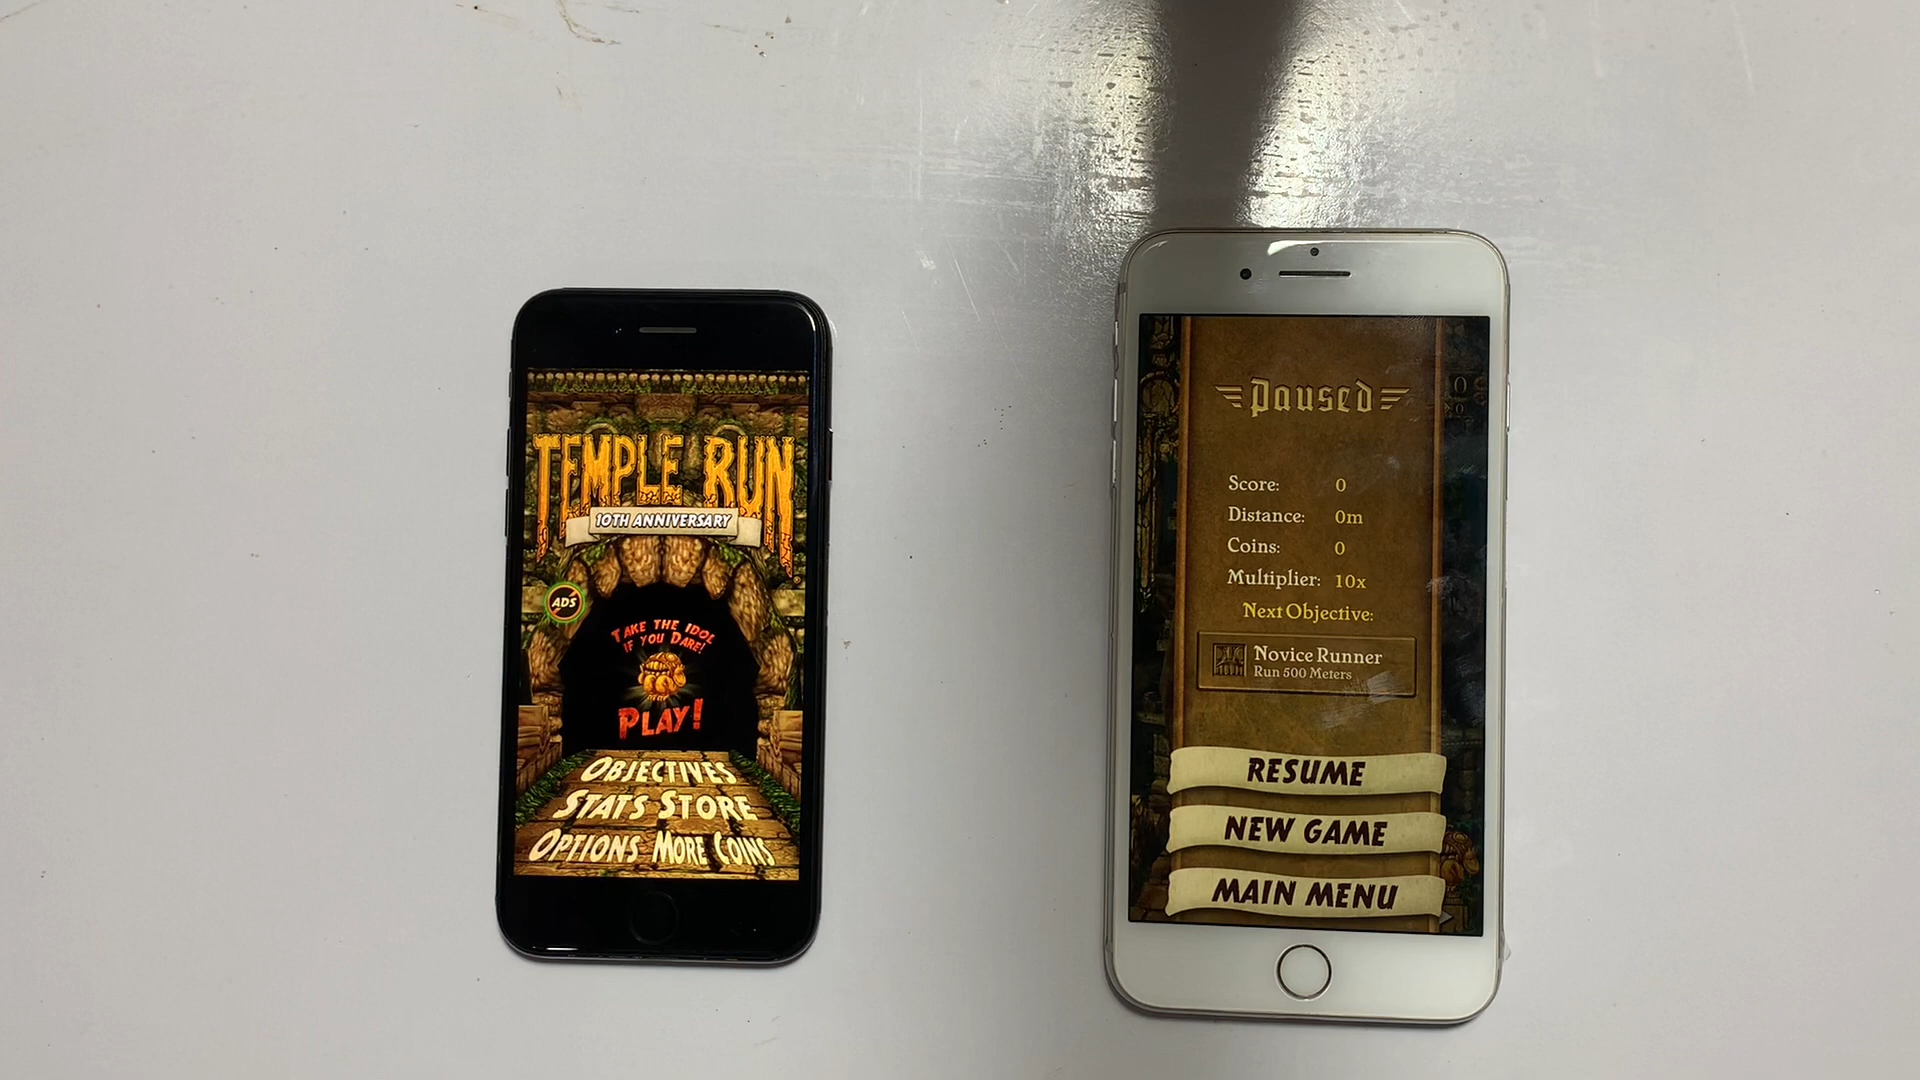 TEMPLE RUN
10TH ANNIVERSARY
ADS
TAKE THE IDOL
IF YOU DARE!
PLAY!
OBJECTIVES
STATS STORE
OPTIONS MORE COINS
Paused
Score: 0
Distance: 0m
Coins: 0
Multiplier: 10x
Next Objective:
Novice Runner
Run 500 Meters
RESUME
NEW GAME
MAIN MENU